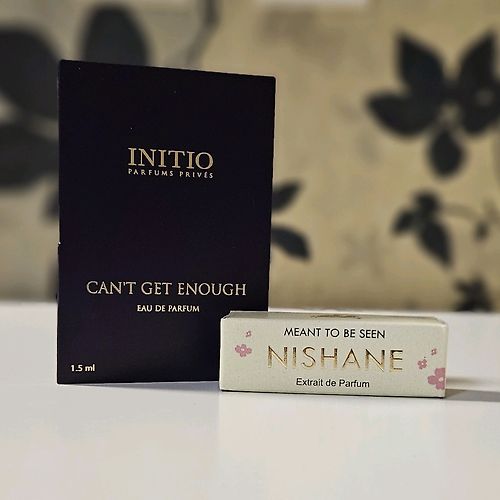 INITIO
PARFUMS PRIVÉS
CAN'T GET ENOUGH
EAU DE PARFUM
1.5 ml
MEANT TO BE SEEN
NISHANE
Extrait de Parfum